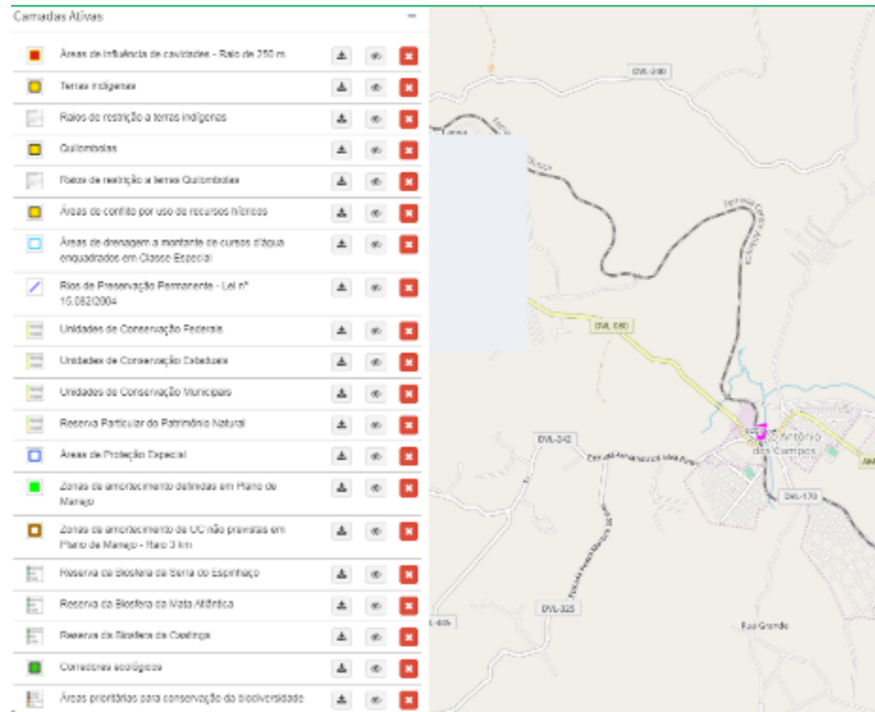 Camadas Ativas
Áreas de influência de cavidades - Raio de 250 m
Terras indígenas
Raios de restrição a terras indígenas
Quilombolas
Raios de restrição a terras Quilombolas
Áreas de conflito por uso de recursos hídricos
Áreas de drenagem a montante de cursos d'água
enquadrados em Classe Especial
Rios de Preservação Permanente - Lei n°
15.082/2004
Unidades de Conservação Federais
Unidades de Conservação Estaduais
Unidades de Conservação Municipais
Reserva Particular do Patrimônio Natural
Áreas de Proteção Especial
Zonas de amortecimento definidas em Plano de
Manejo
Zonas de amortecimento de UC não previstas em
Plano de Manejo - Raio 3 km
Reserva da Biosfera da Serra do Espinhaço
Reserva da Biosfera da Mata Atlântica
Reserva da Biosfera da Caatinga
Corredores ecológicos
Áreas prioritárias para conservação da biodiversidade
Ferrovia Centro Atlântica
DVL-080
DVL-242
Antônio
dos Campos
AM
DVL-170
DVL-325
Rua Grande